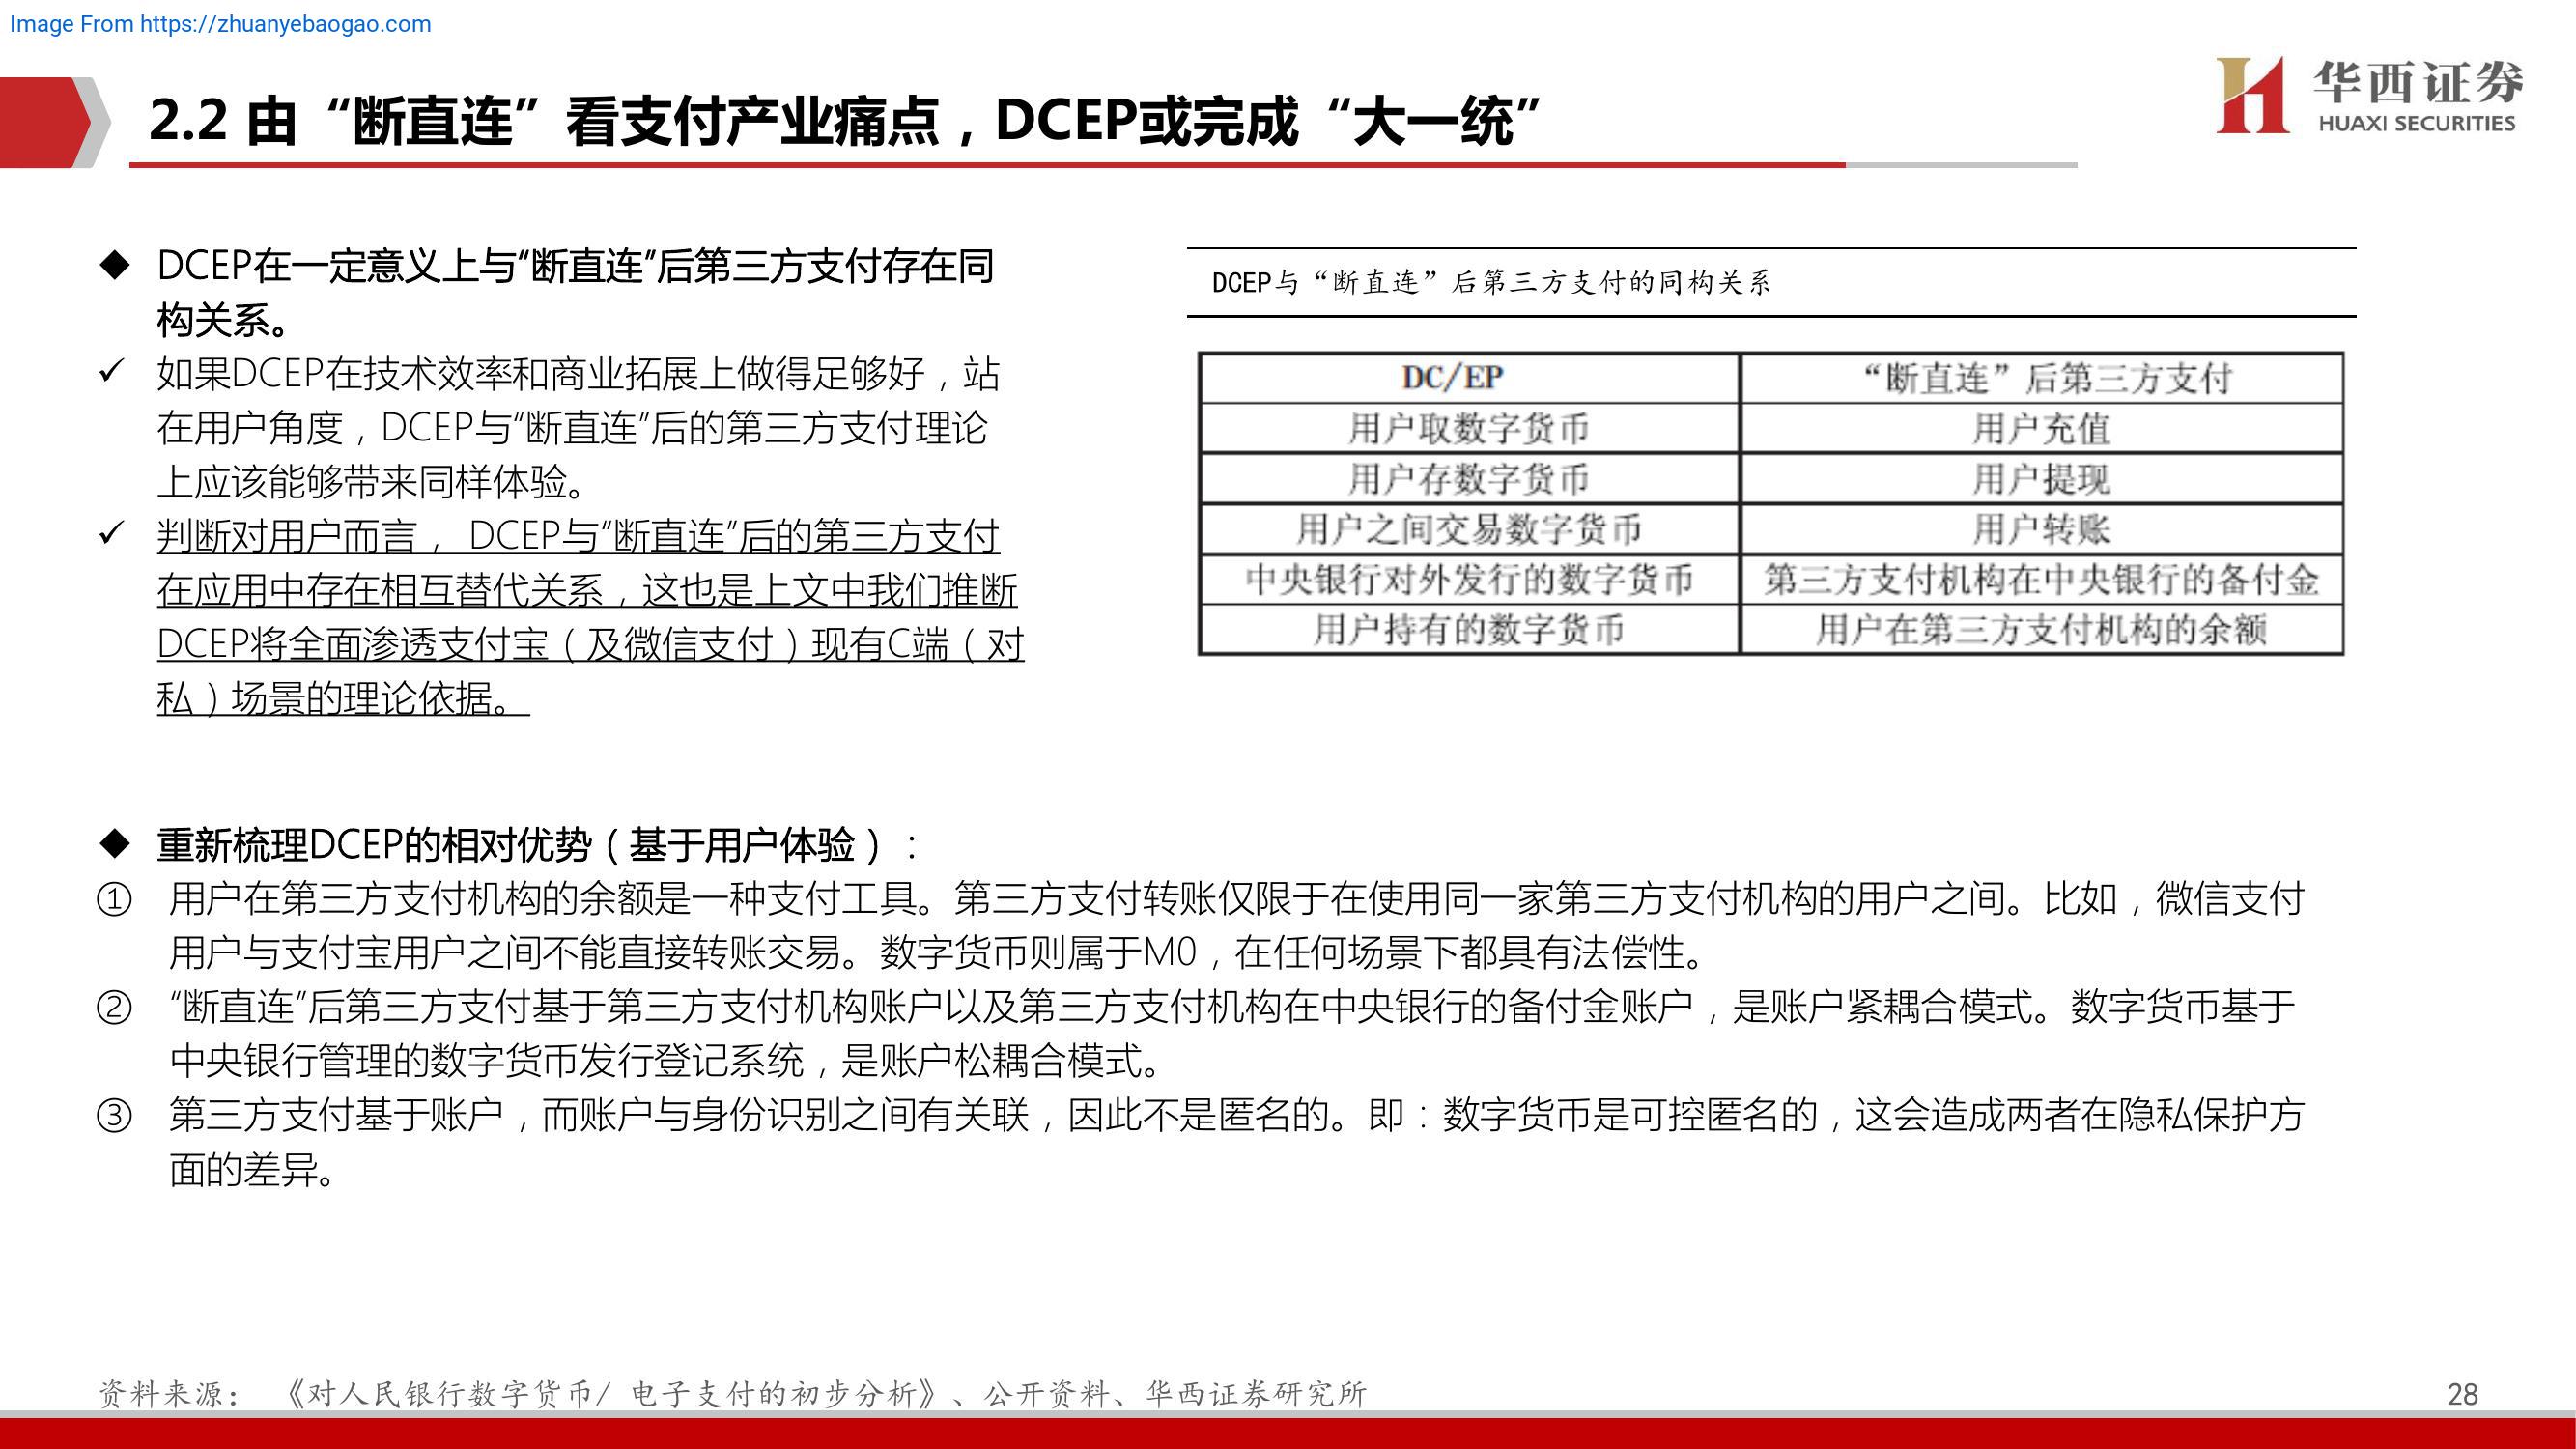 Image From https://zhuanyebaogao.com
华西证券
HUAXI SECURITIES
2.2 由“断直连”看支付产业痛点，DCEP或完成“大一统”
◆ DCEP在一定意义上与“断直连”后第三方支付存在同
构关系。
✓ 如果DCEP在技术效率和商业拓展上做得足够好，站
在用户角度，DCEP与“断直连”后的第三方支付理论
上应该能够带来同样体验。
✓ 判断对用户而言， DCEP与“断直连”后的第三方支付
在应用中存在相互替代关系，这也是上文中我们推断
DCEP将全面渗透支付宝（及微信支付）现有C端（对
私）场景的理论依据。
DCEP与“断直连”后第三方支付的同构关系
DC/EP “断直连”后第三方支付
用户取数字货币 用户充值
用户存数字货币 用户提现
用户之间交易数字货币 用户转账
中央银行对外发行的数字货币 第三方支付机构在中央银行的备付金
用户持有的数字货币 用户在第三方支付机构的余额
◆ 重新梳理DCEP的相对优势（基于用户体验）：
① 用户在第三方支付机构的余额是一种支付工具。第三方支付转账仅限于在使用同一家第三方支付机构的用户之间。比如，微信支付
用户与支付宝用户之间不能直接转账交易。数字货币则属于M0，在任何场景下都具有法偿性。
② “断直连”后第三方支付基于第三方支付机构账户以及第三方支付机构在中央银行的备付金账户，是账户紧耦合模式。数字货币基于
中央银行管理的数字货币发行登记系统，是账户松耦合模式。
③ 第三方支付基于账户，而账户与身份识别之间有关联，因此不是匿名的。即：数字货币是可控匿名的，这会造成两者在隐私保护方
面的差异。
资料来源： 《对人民银行数字货币/ 电子支付的初步分析》、公开资料、华西证券研究所
28